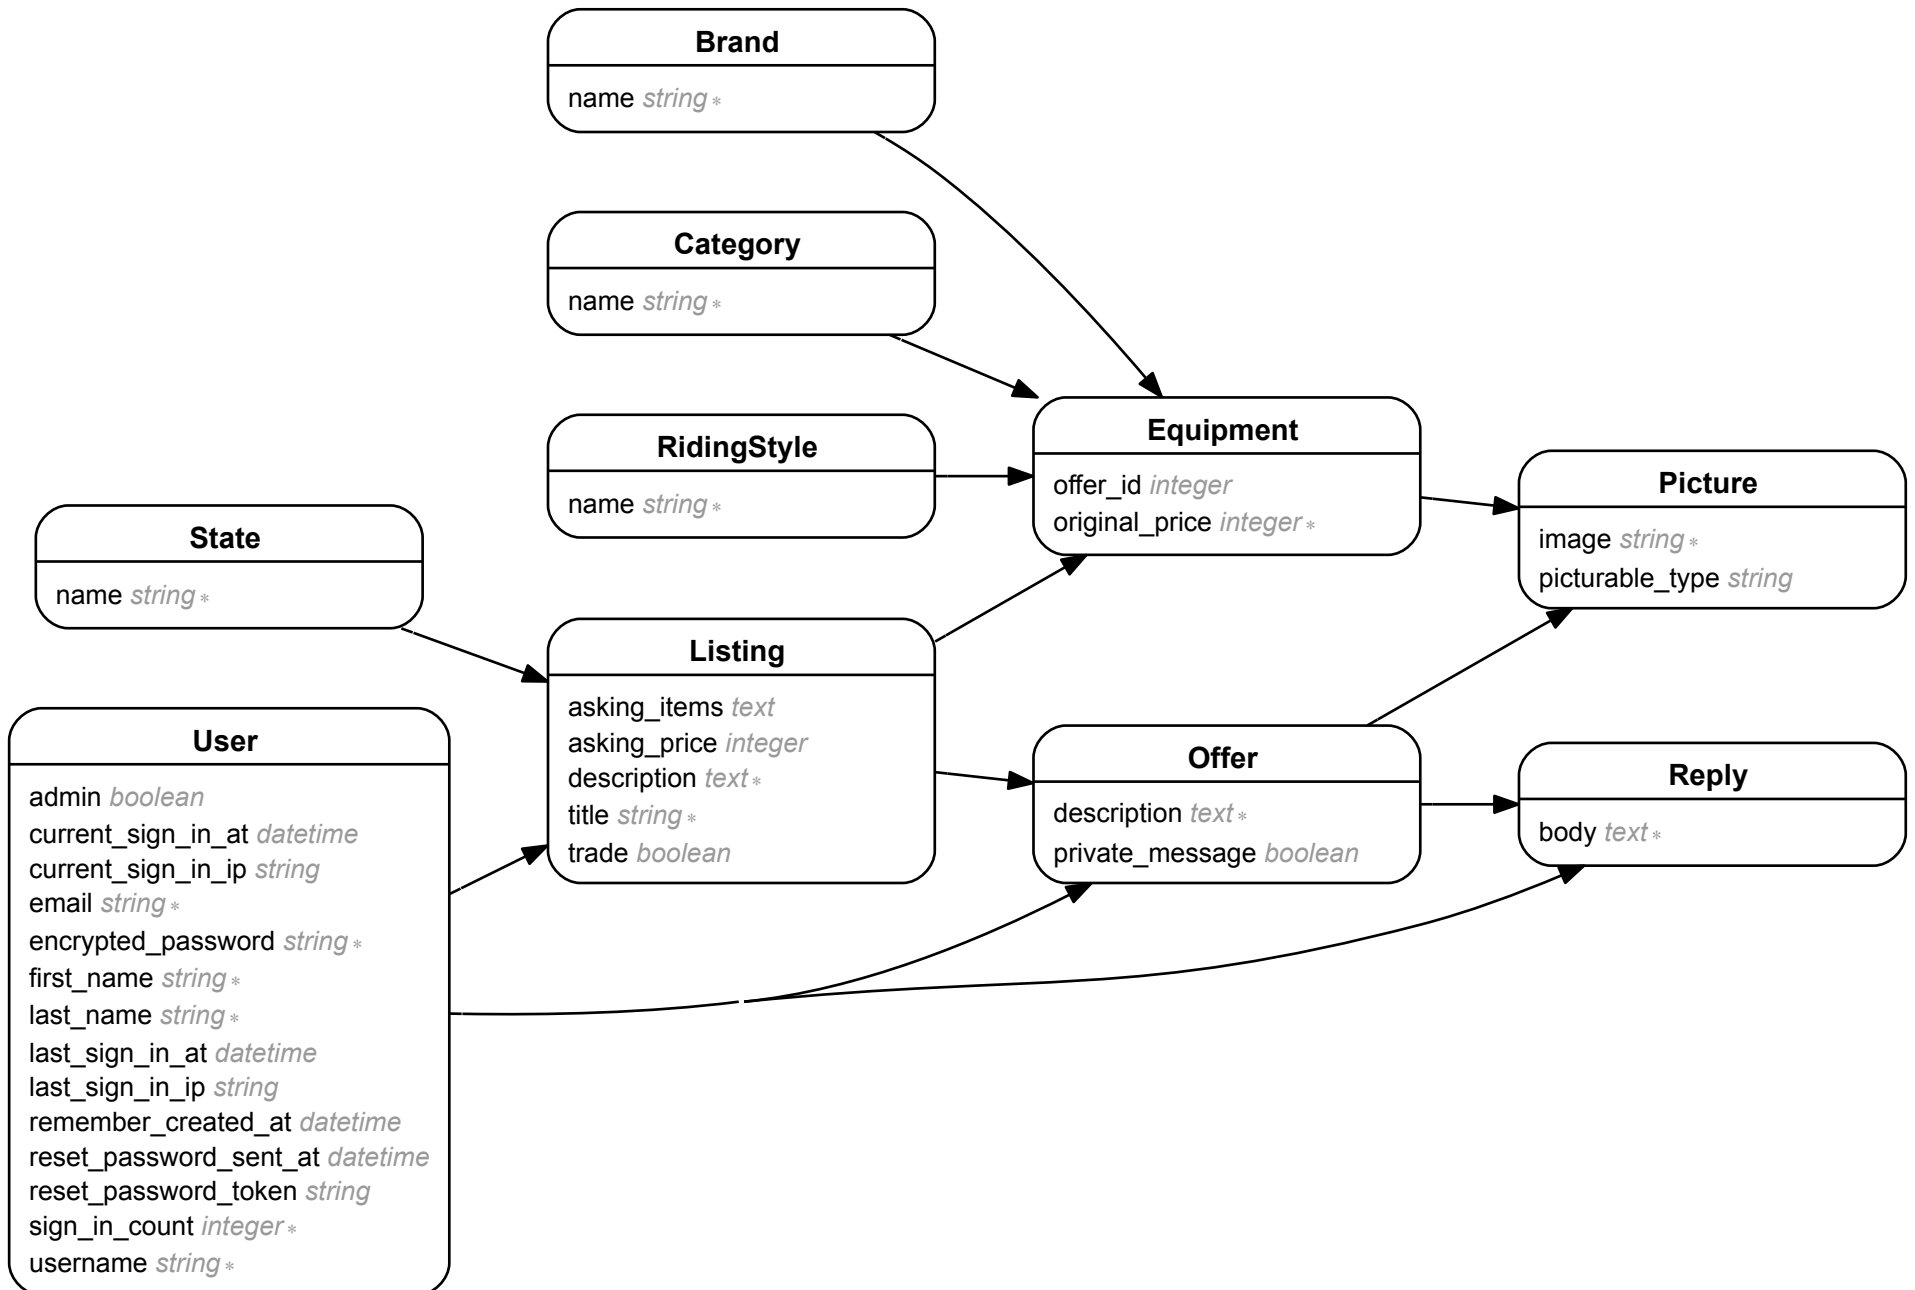 Brand
name string *
Category
name string *
RidingStyle
name string *
Equipment
offer_id integer
original_price integer *
Picture
image string *
picturable_type string
State
name string *
Listing
asking_items text
asking_price integer
description text *
title string *
trade boolean
User
admin boolean
current_sign_in_at datetime
current_sign_in_ip string
email string *
encrypted_password string *
first_name string *
last_name string *
last_sign_in_at datetime
last_sign_in_ip string
remember_created_at datetime
reset_password_sent_at datetime
reset_password_token string
sign_in_count integer *
username string *
Offer
description text *
private_message boolean
Reply
body text *